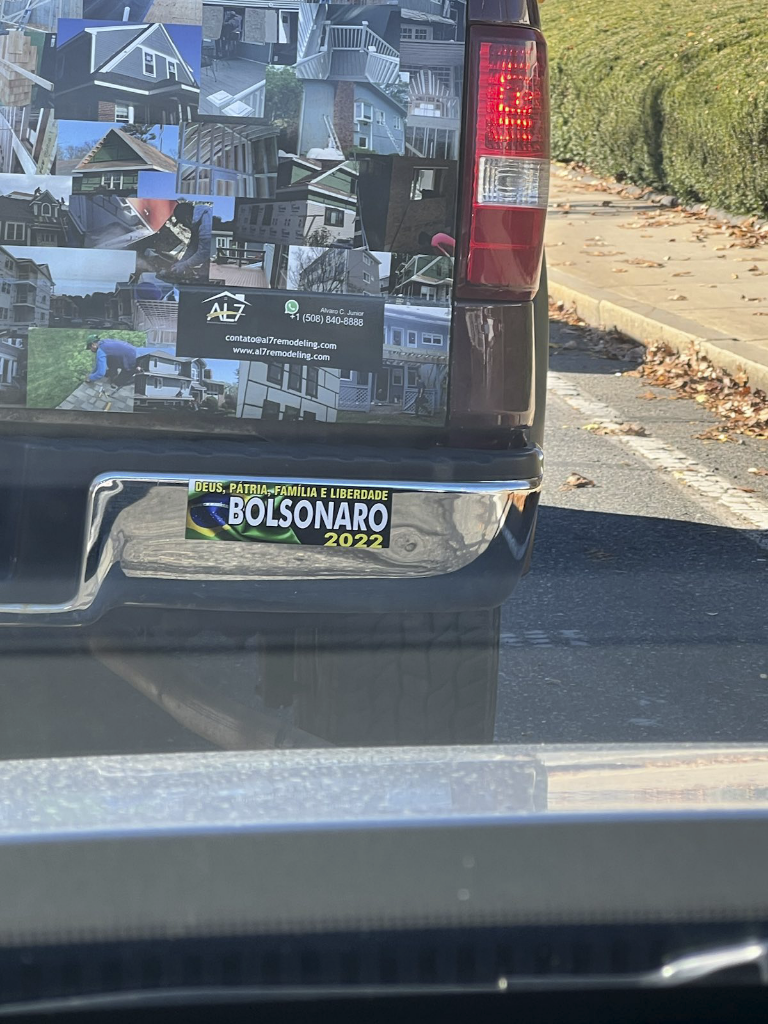 AL7
Alvaro C. Junior
+1 (508) 840-8888
contato@al7remodeling.com
www.al7remodeling.com
DEUS, PÁTRIA, FAMÍLIA E LIBERDADE
BOLSONARO
2022